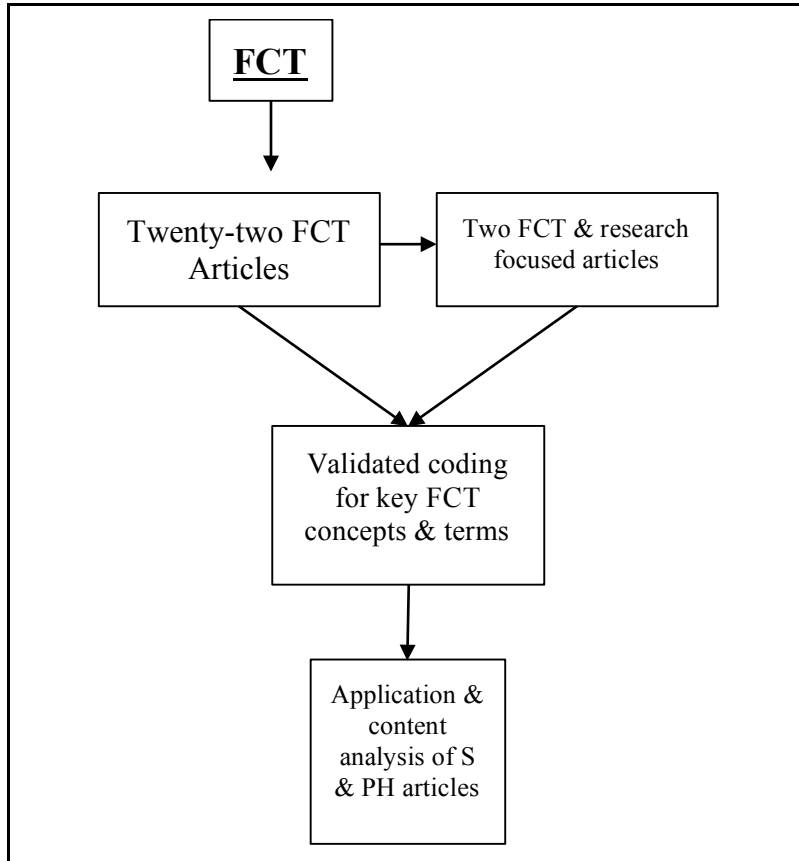 FCT
Twenty-two FCT
Articles
Two FCT & research
focused articles
Validated coding
for key FCT
concepts & terms
Application &
content
analysis of S
& PH articles